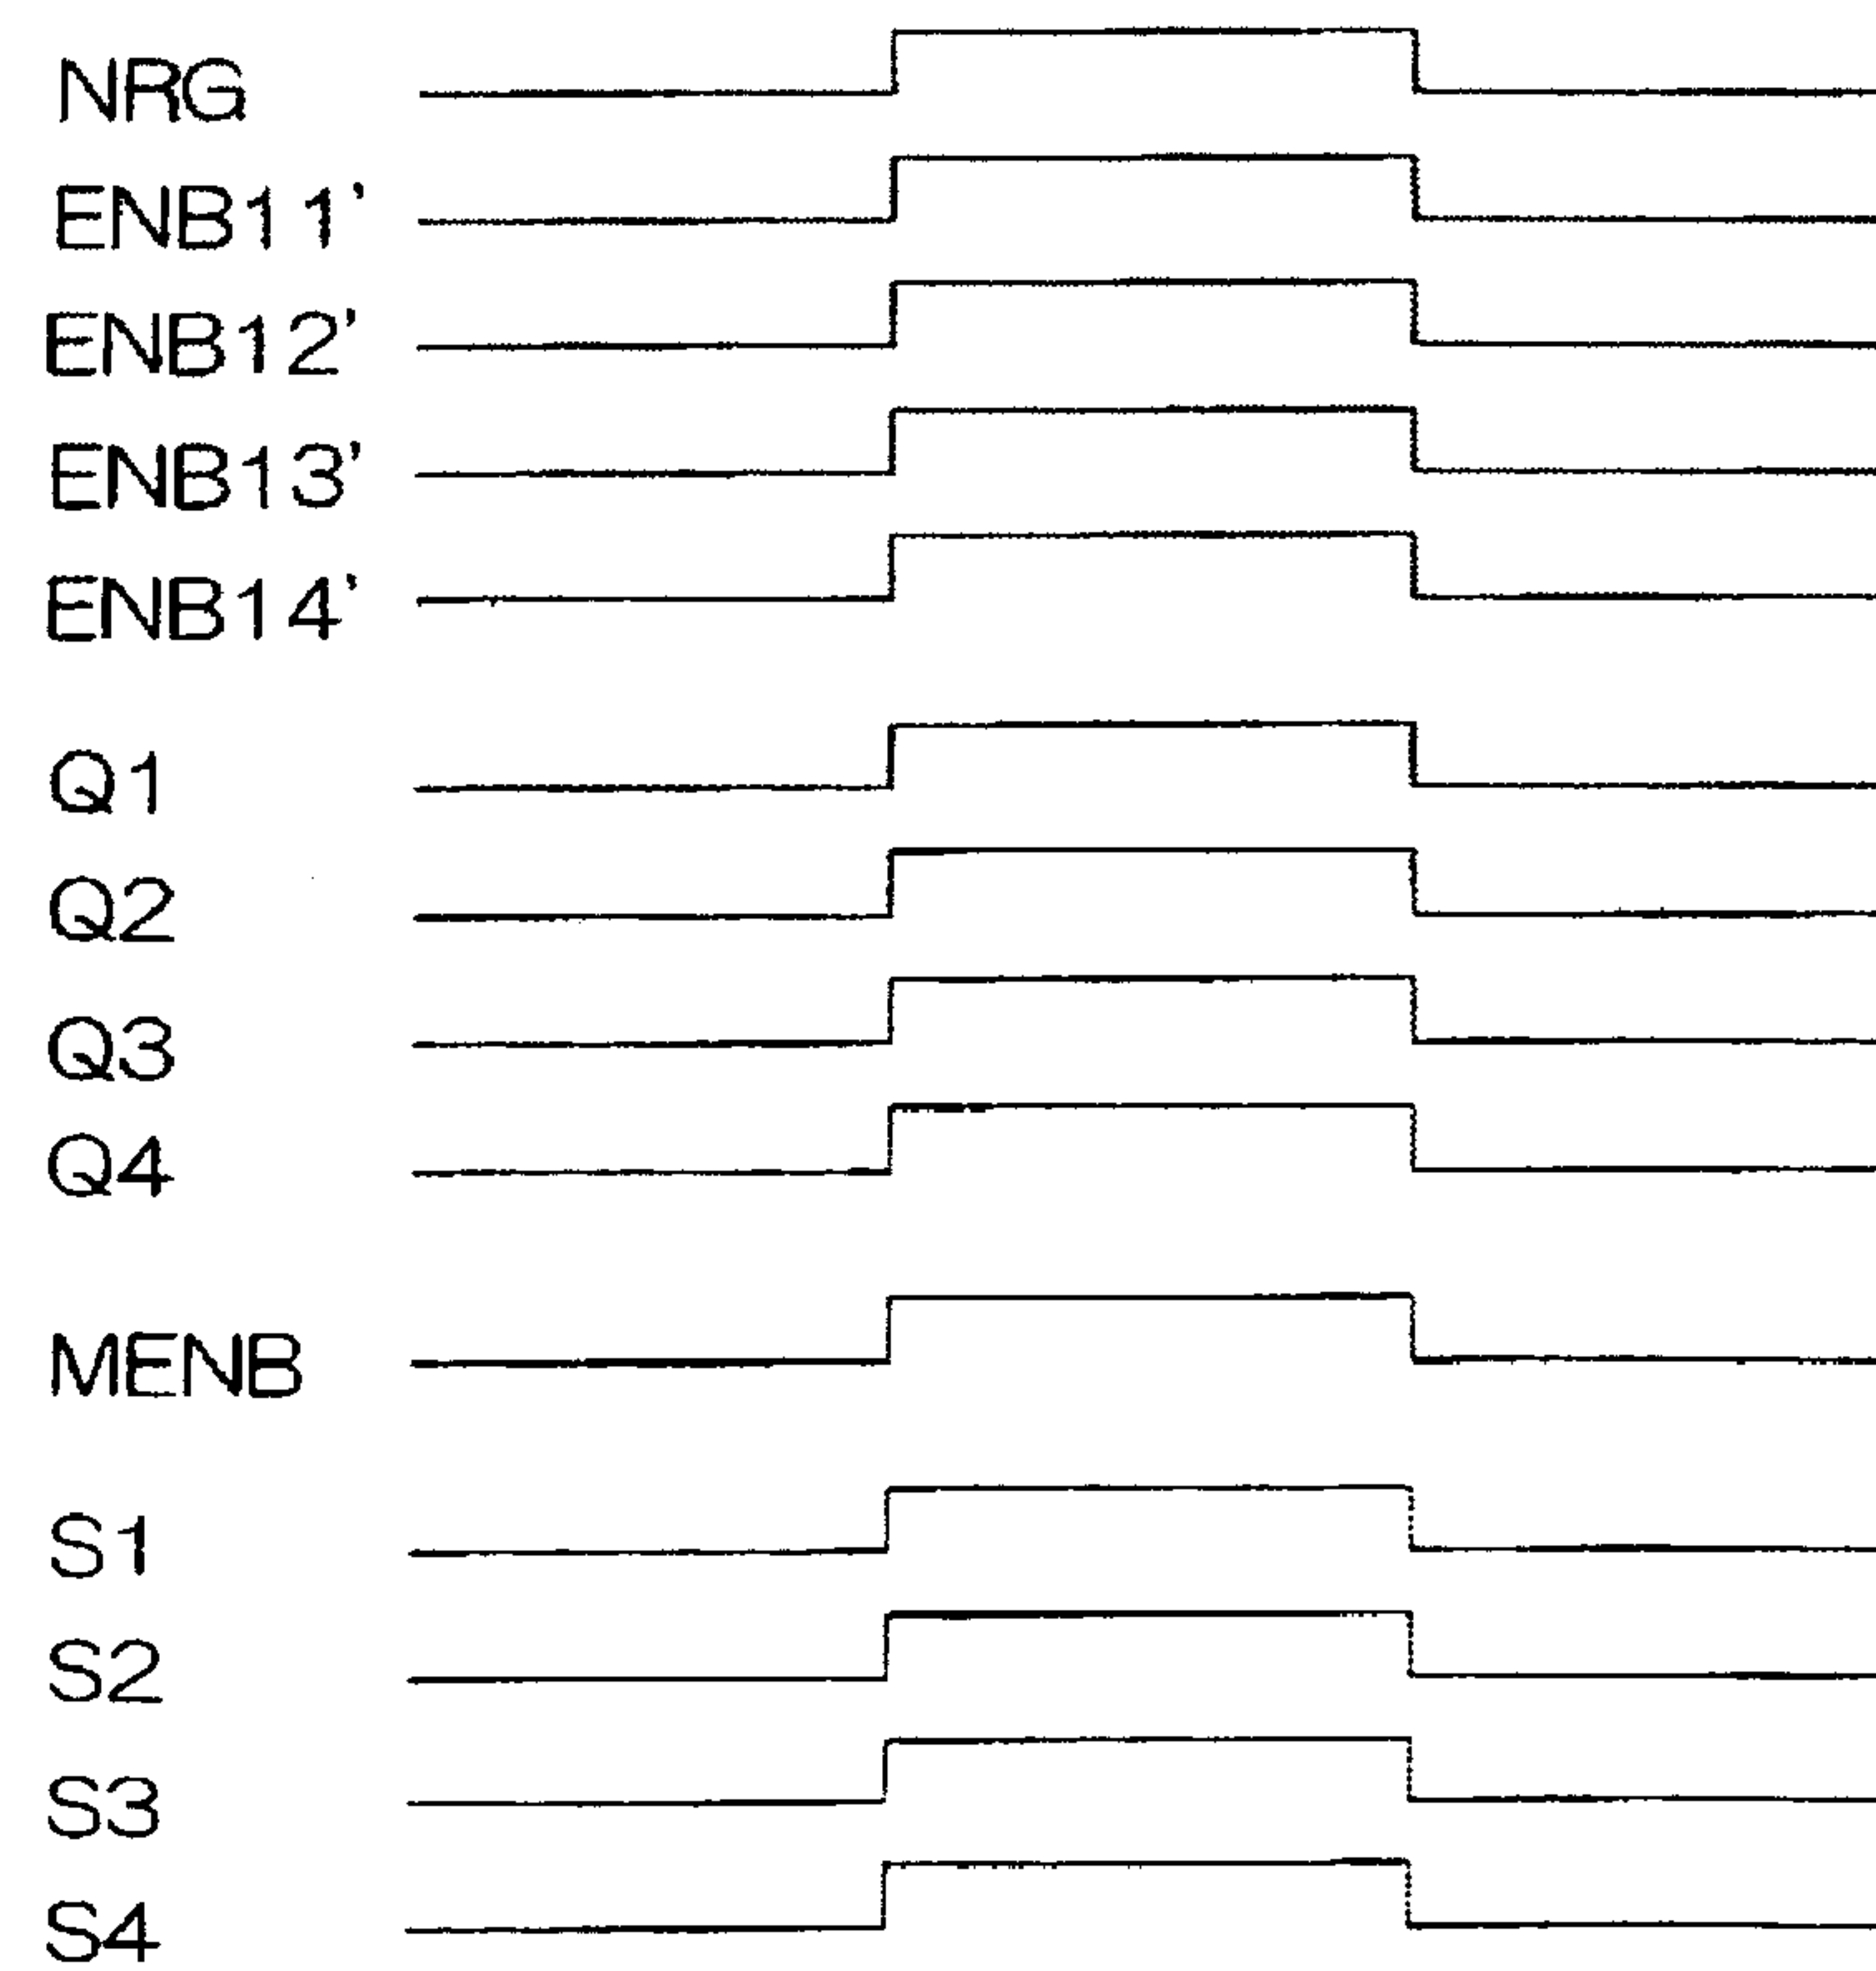 NRG
ENB11'
ENB12'
ENB13'
ENB14'
Q1
Q2
Q3
Q4
MENB
S1
S2
S3
S4